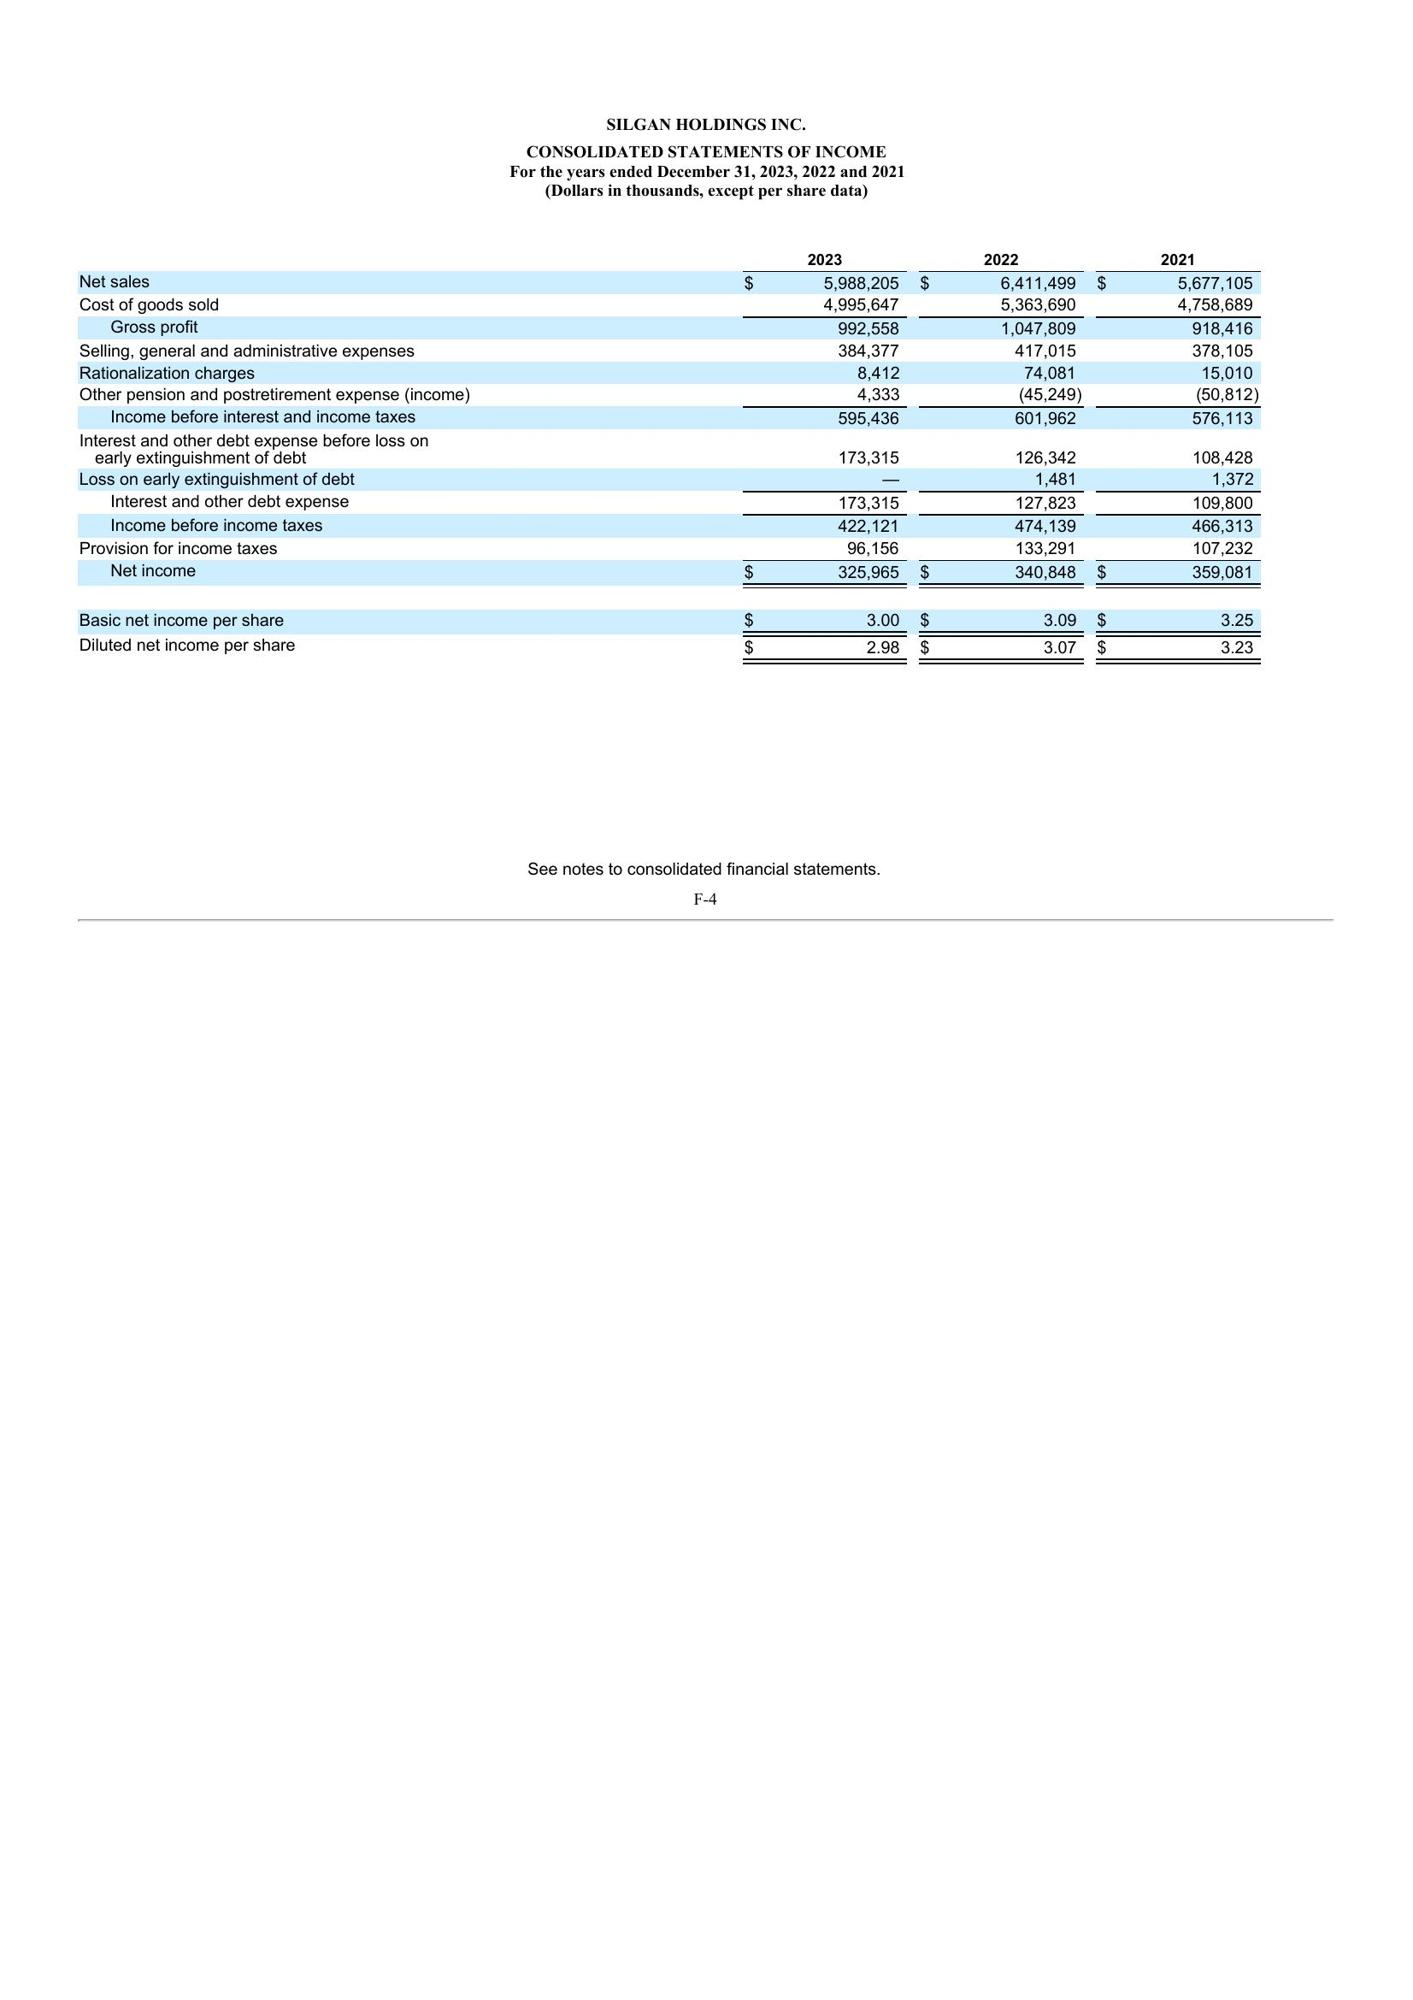 SILGAN HOLDINGS INC.
CONSOLIDATED STATEMENTS OF INCOME
For the years ended December 31, 2023, 2022 and 2021
(Dollars in thousands, except per share data)
2023 2022 2021
Net sales $ 5,988,205 $ 6,411,499 $ 5,677,105
Cost of goods sold 4,995,647 5,363,690 4,758,689
Gross profit 992,558 1,047,809 918,416
Selling, general and administrative expenses 384,377 417,015 378,105
Rationalization charges 8,412 74,081 15,010
Other pension and postretirement expense (income) 4,333 (45,249) (50,812)
Income before interest and income taxes 595,436 601,962 576,113
Interest and other debt expense before loss on
early extinguishment of debt 173,315 126,342 108,428
Loss on early extinguishment of debt — 1,481 1,372
Interest and other debt expense 173,315 127,823 109,800
Income before income taxes 422,121 474,139 466,313
Provision for income taxes 96,156 133,291 107,232
Net income $ 325,965 $ 340,848 $ 359,081
Basic net income per share $ 3.00 $ 3.09 $ 3.25
Diluted net income per share $ 2.98 $ 3.07 $ 3.23
See notes to consolidated financial statements.
F-4